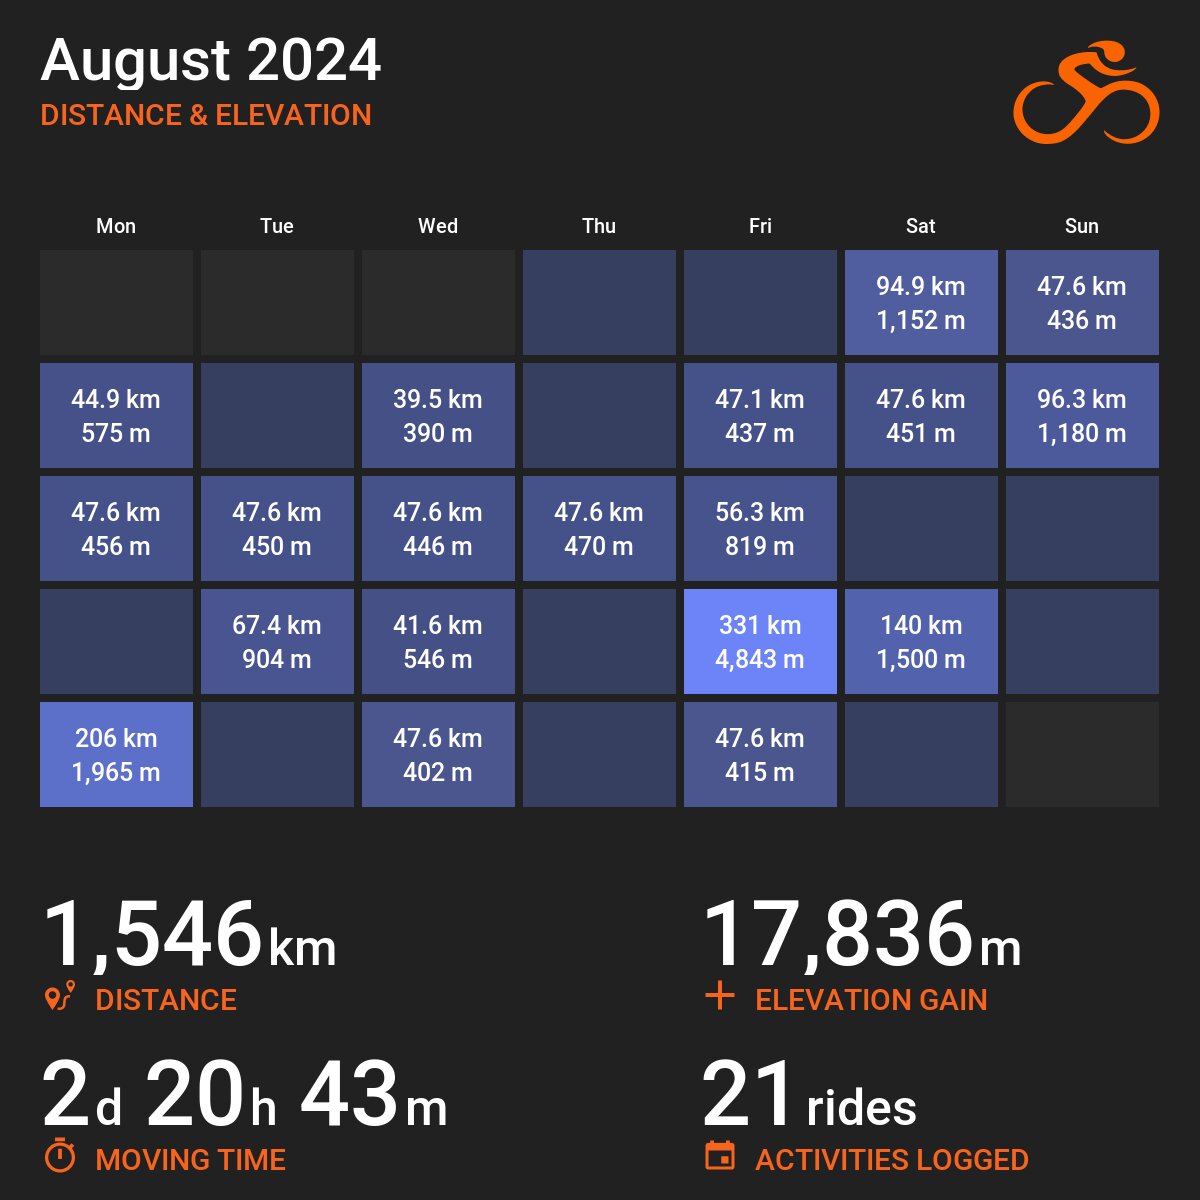 August 2024
DISTANCE & ELEVATION
Mon Tue Wed Thu Fri Sat Sun
94.9 km 47.6 km
1,152 m 436 m
44.9 km 39.5 km 47.1 km 47.6 km 96.3 km
575 m 390 m 437 m 451 m 1,180 m
47.6 km 47.6 km 47.6 km 47.6 km 56.3 km
456 m 450 m 446 m 470 m 819 m
67.4 km 41.6 km 331 km 140 km
904 m 546 m 4,843 m 1,500 m
206 km 47.6 km 47.6 km
1,965 m 402 m 415 m
1,546 km 17,836 m
DISTANCE ELEVATION GAIN
2d 20h 43m 21 rides
MOVING TIME ACTIVITIES LOGGED